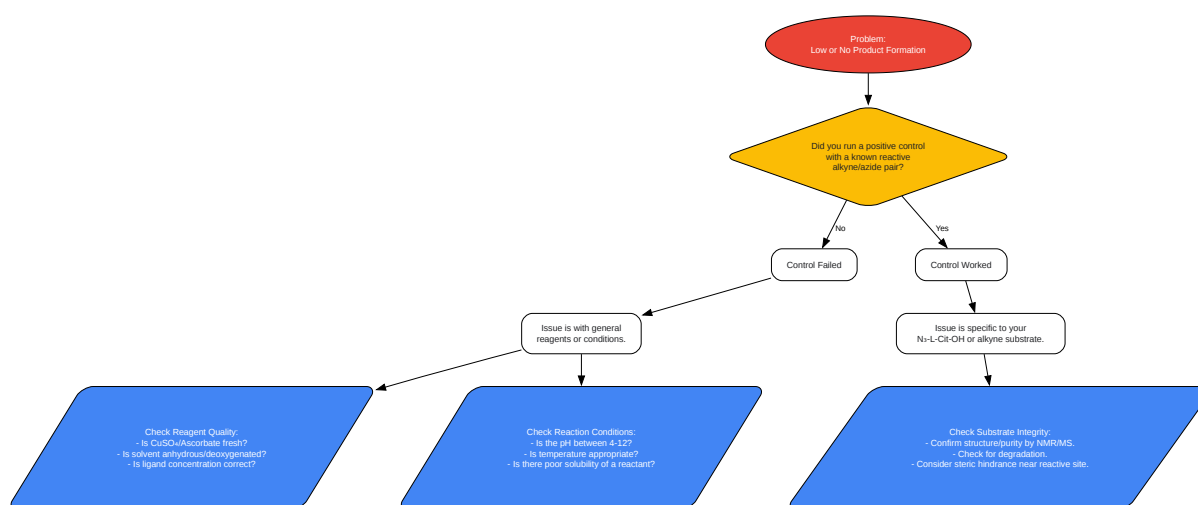 Problem:
Low or No Product Formation
Did you run a positive control
with a known reactive
alkyne/azide pair?
No
Yes
Control Failed
Control Worked
Issue is with general
reagents or conditions.
Issue is specific to your
N₃-L-Cit-OH or alkyne substrate.
Check Reagent Quality:
- Is CuSO₄/Ascorbate fresh?
- Is solvent anhydrous/deoxygenated?
- Is ligand concentration correct?
Check Reaction Conditions:
- Is the pH between 4-12?
- Is temperature appropriate?
- Is there poor solubility of a reactant?
Check Substrate Integrity:
- Confirm structure/purity by NMR/MS.
- Check for degradation.
- Consider steric hindrance near reactive site.